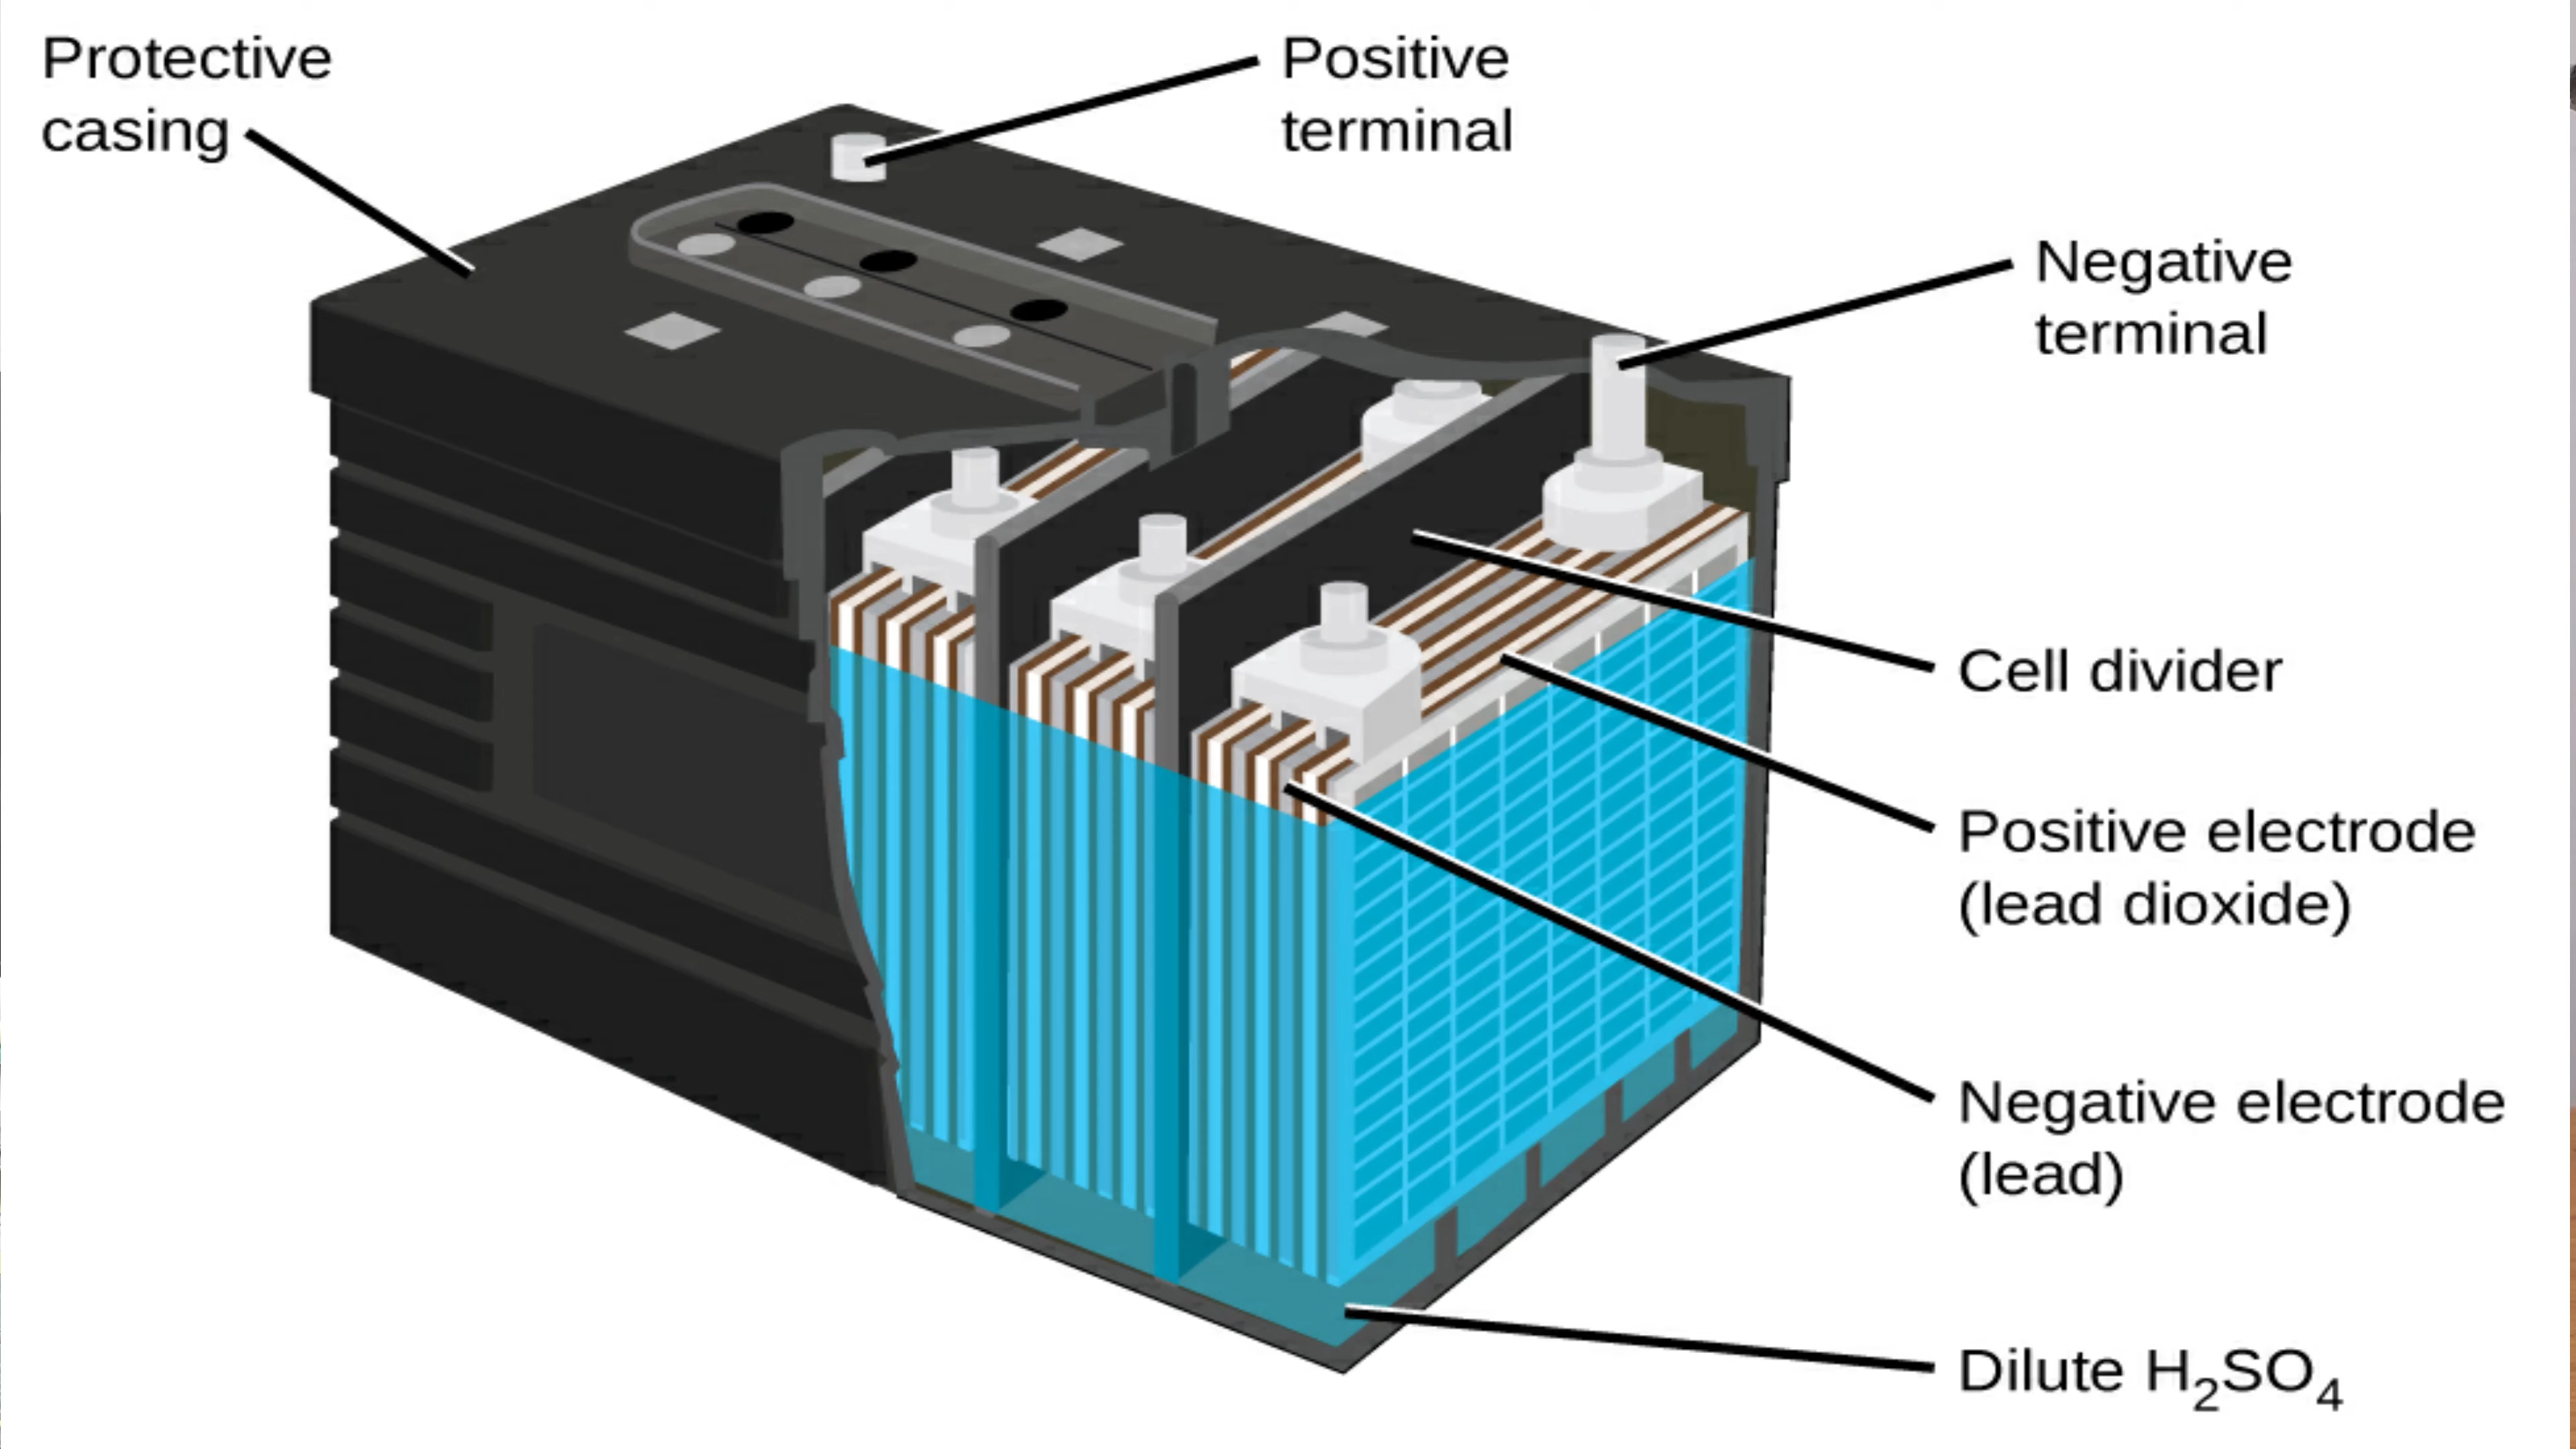 Protective
casing
Positive
terminal
Negative
terminal
Cell divider
Positive electrode
(lead dioxide)
Negative electrode
(lead)
Dilute H₂SO₄